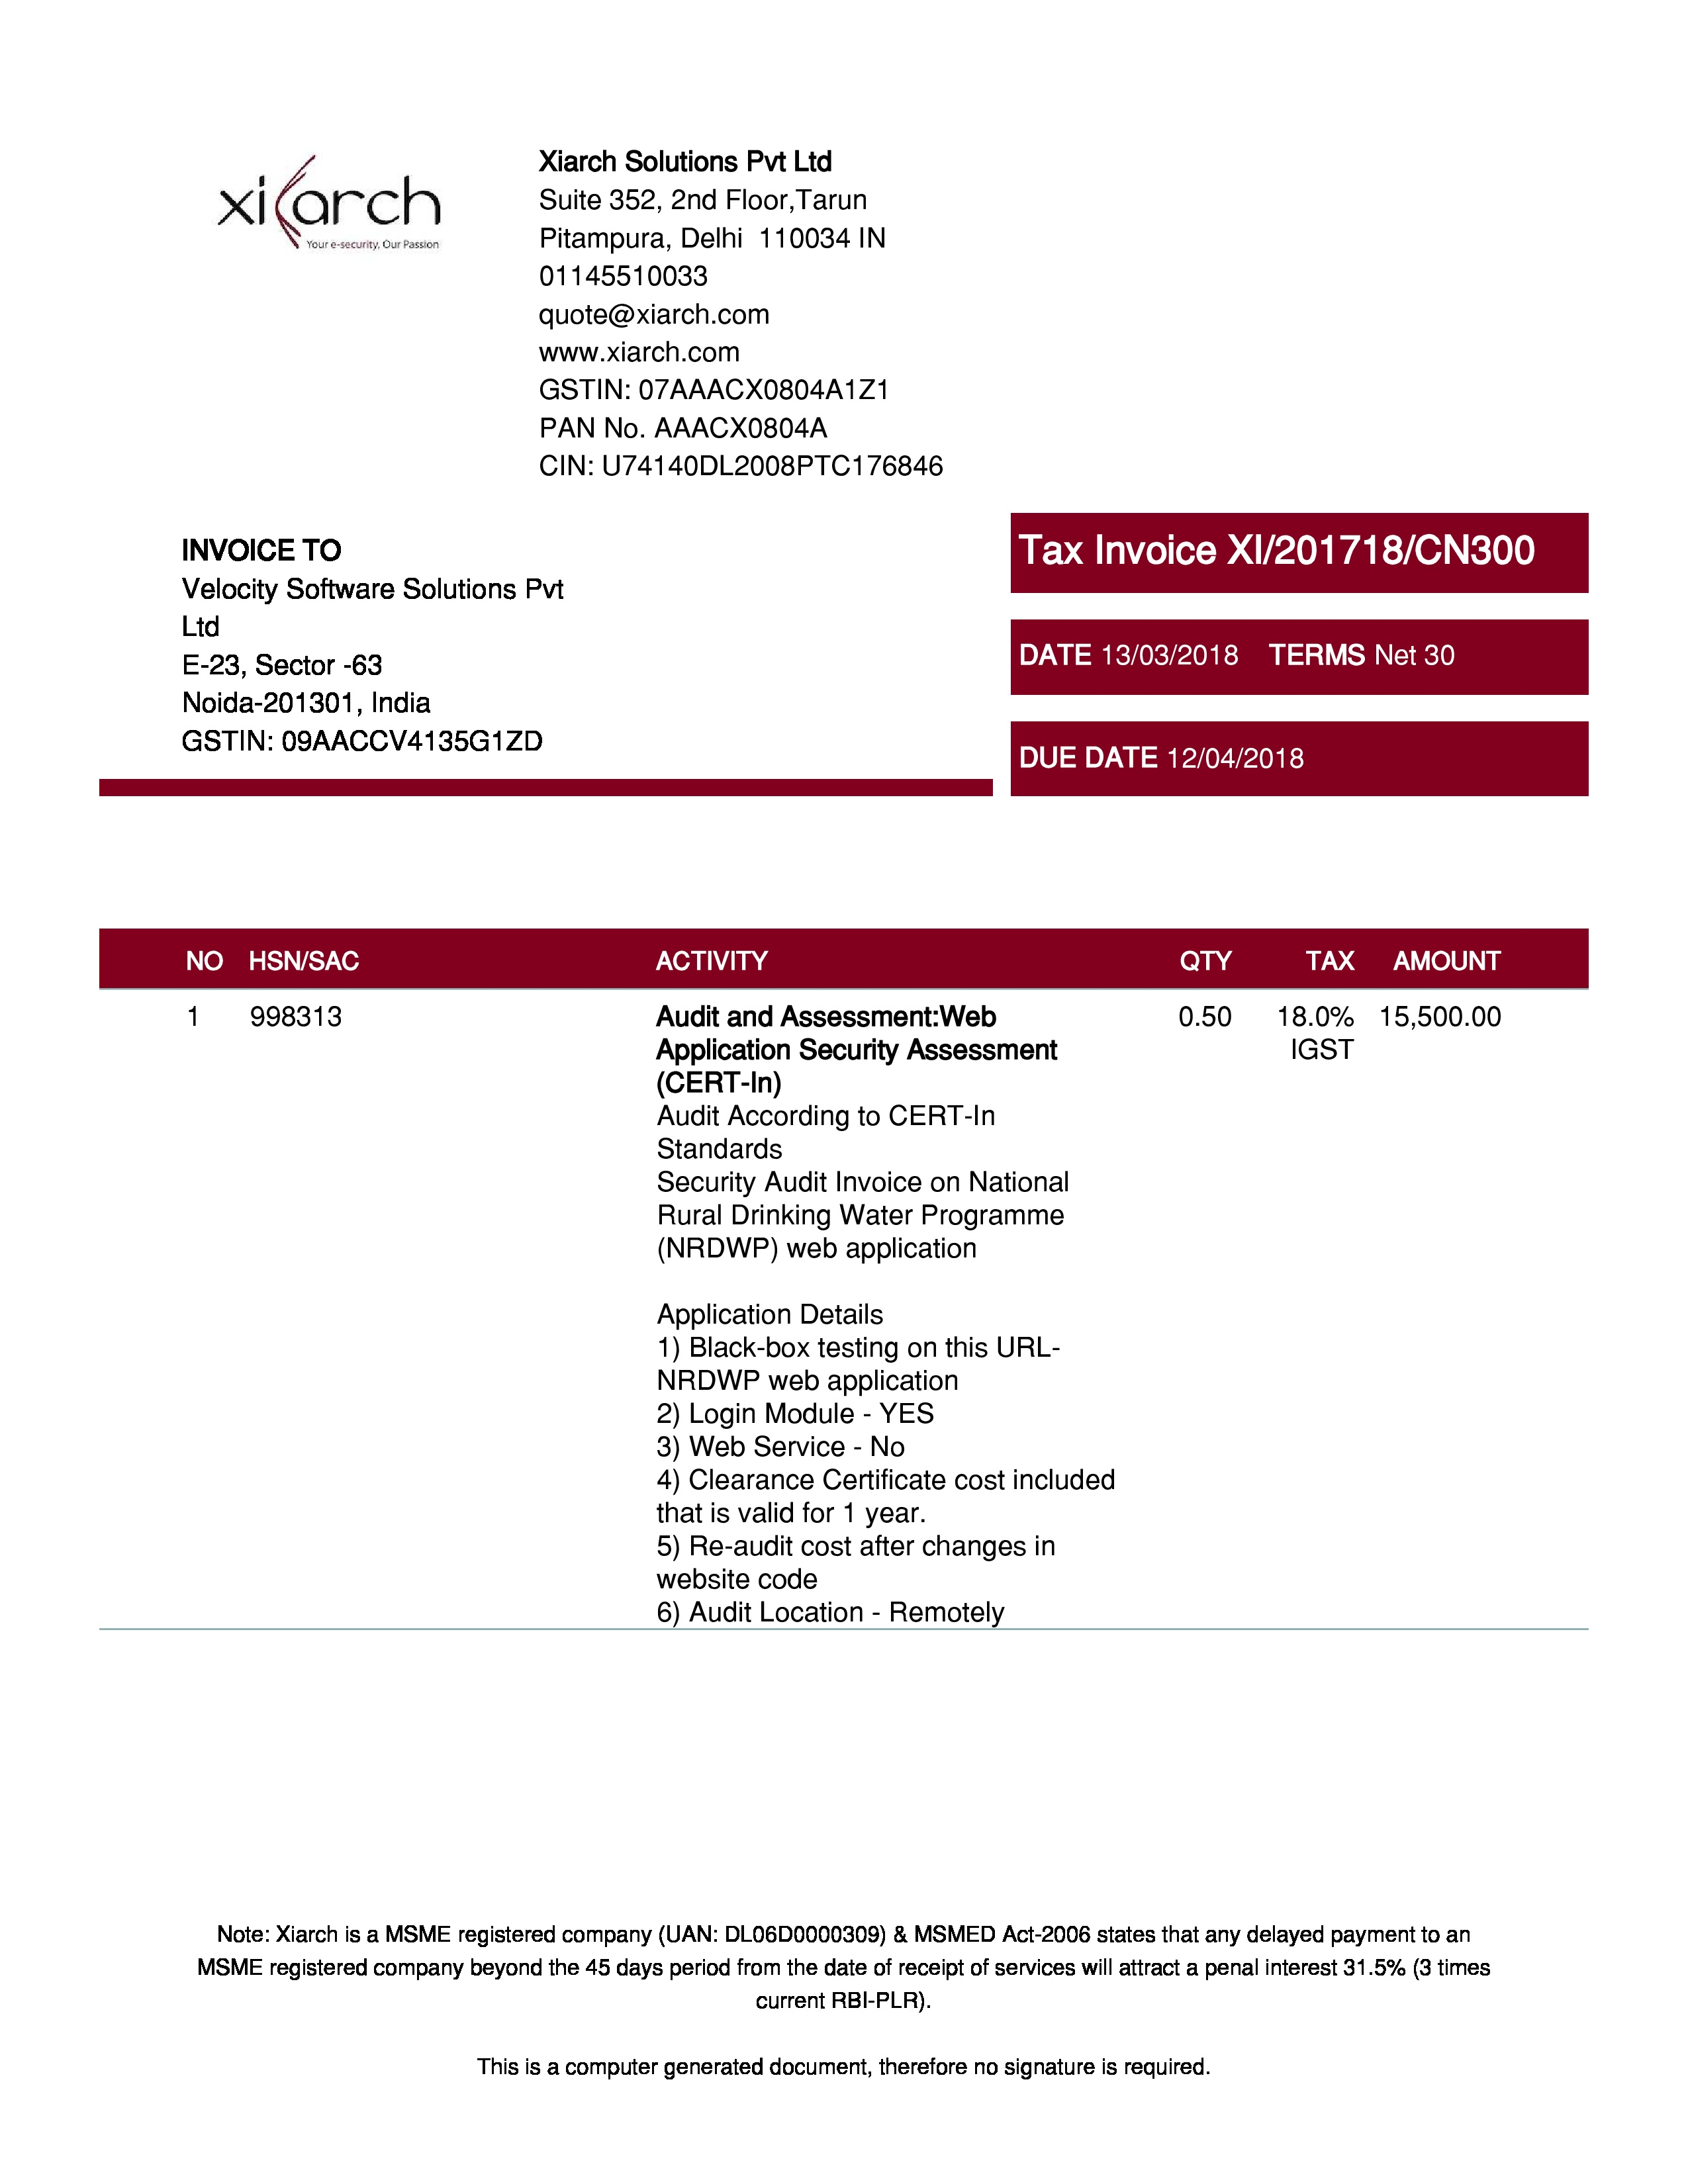 xiarch
Your e-security, Our Passion
Xiarch Solutions Pvt Ltd
Suite 352, 2nd Floor,Tarun
Pitampura, Delhi  110034 IN
01145510033
quote@xiarch.com
www.xiarch.com
GSTIN: 07AAACX0804A1Z1
PAN No. AAACX0804A
CIN: U74140DL2008PTC176846
INVOICE TO
Velocity Software Solutions Pvt
Ltd
E-23, Sector -63
Noida-201301, India
GSTIN: 09AACCV4135G1ZD
Tax Invoice XI/201718/CN300
DATE 13/03/2018 TERMS Net 30
DUE DATE 12/04/2018
NO HSN/SAC ACTIVITY QTY TAX AMOUNT
1 998313 Audit and Assessment:Web 0.50 18.0% 15,500.00
Application Security Assessment IGST
(CERT-In)
Audit According to CERT-In
Standards
Security Audit Invoice on National
Rural Drinking Water Programme
(NRDWP) web application
Application Details
1) Black-box testing on this URL-
NRDWP web application
2) Login Module - YES
3) Web Service - No
4) Clearance Certificate cost included
that is valid for 1 year.
5) Re-audit cost after changes in
website code
6) Audit Location - Remotely
Note: Xiarch is a MSME registered company (UAN: DL06D0000309) & MSMED Act-2006 states that any delayed payment to an
MSME registered company beyond the 45 days period from the date of receipt of services will attract a penal interest 31.5% (3 times
current RBI-PLR).
This is a computer generated document, therefore no signature is required.